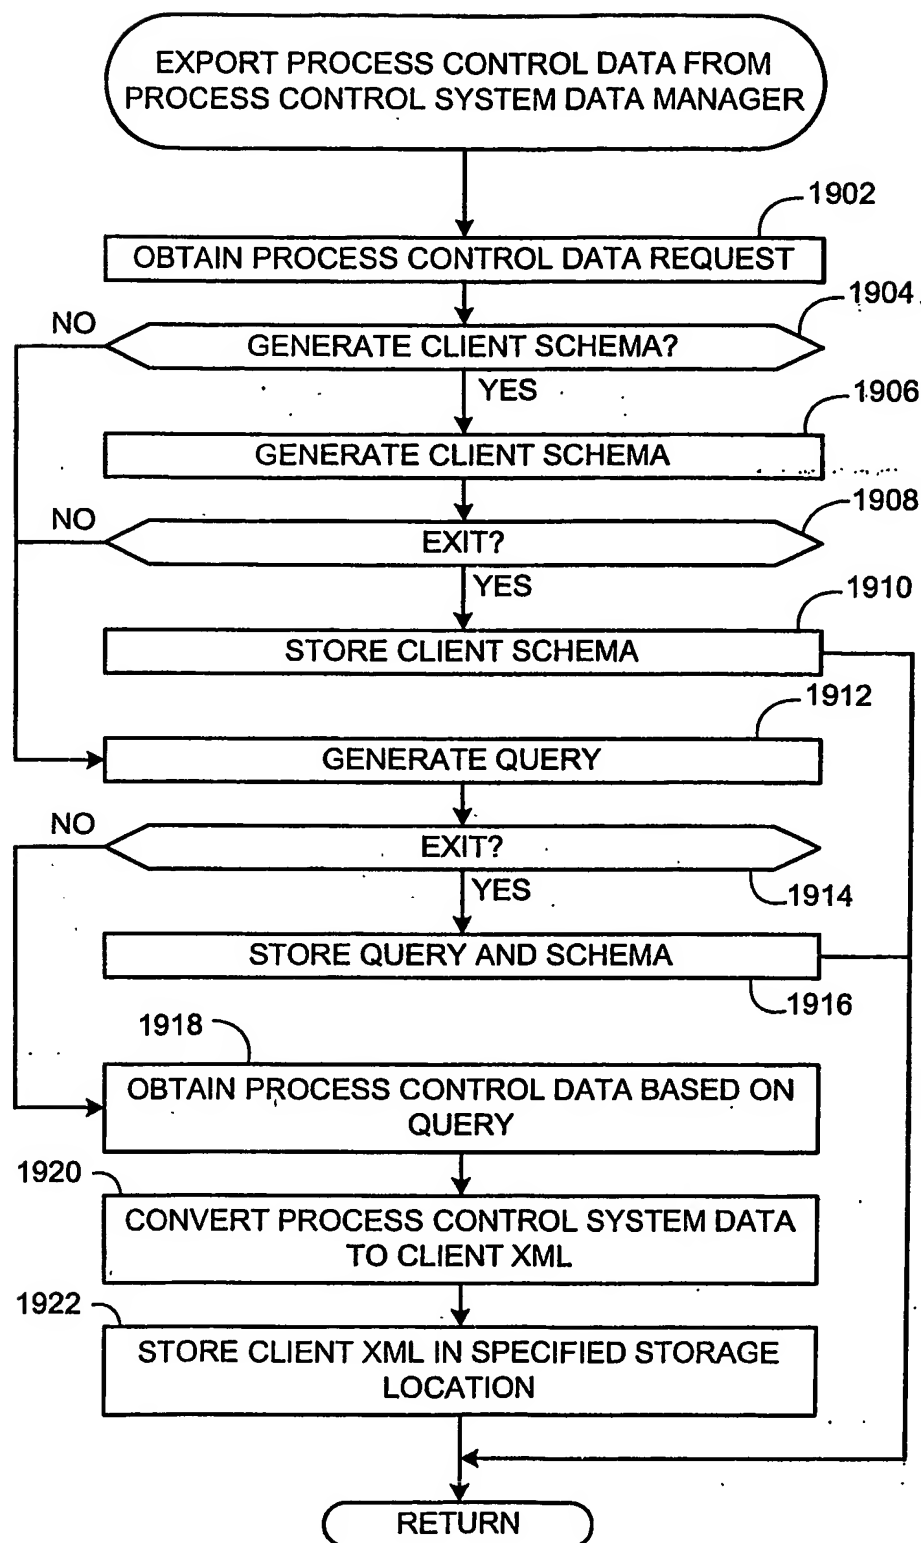 EXPORT PROCESS CONTROL DATA FROM
PROCESS CONTROL SYSTEM DATA MANAGER
1902
OBTAIN PROCESS CONTROL DATA REQUEST
1904
NO
GENERATE CLIENT SCHEMA?
YES
1906
GENERATE CLIENT SCHEMA
1908
NO
EXIT?
YES
1910
STORE CLIENT SCHEMA
1912
GENERATE QUERY
NO
EXIT?
YES
1914
STORE QUERY AND SCHEMA
1916
1918
OBTAIN PROCESS CONTROL DATA BASED ON
QUERY
1920
CONVERT PROCESS CONTROL SYSTEM DATA
TO CLIENT XML
1922
STORE CLIENT XML IN SPECIFIED STORAGE
LOCATION
RETURN